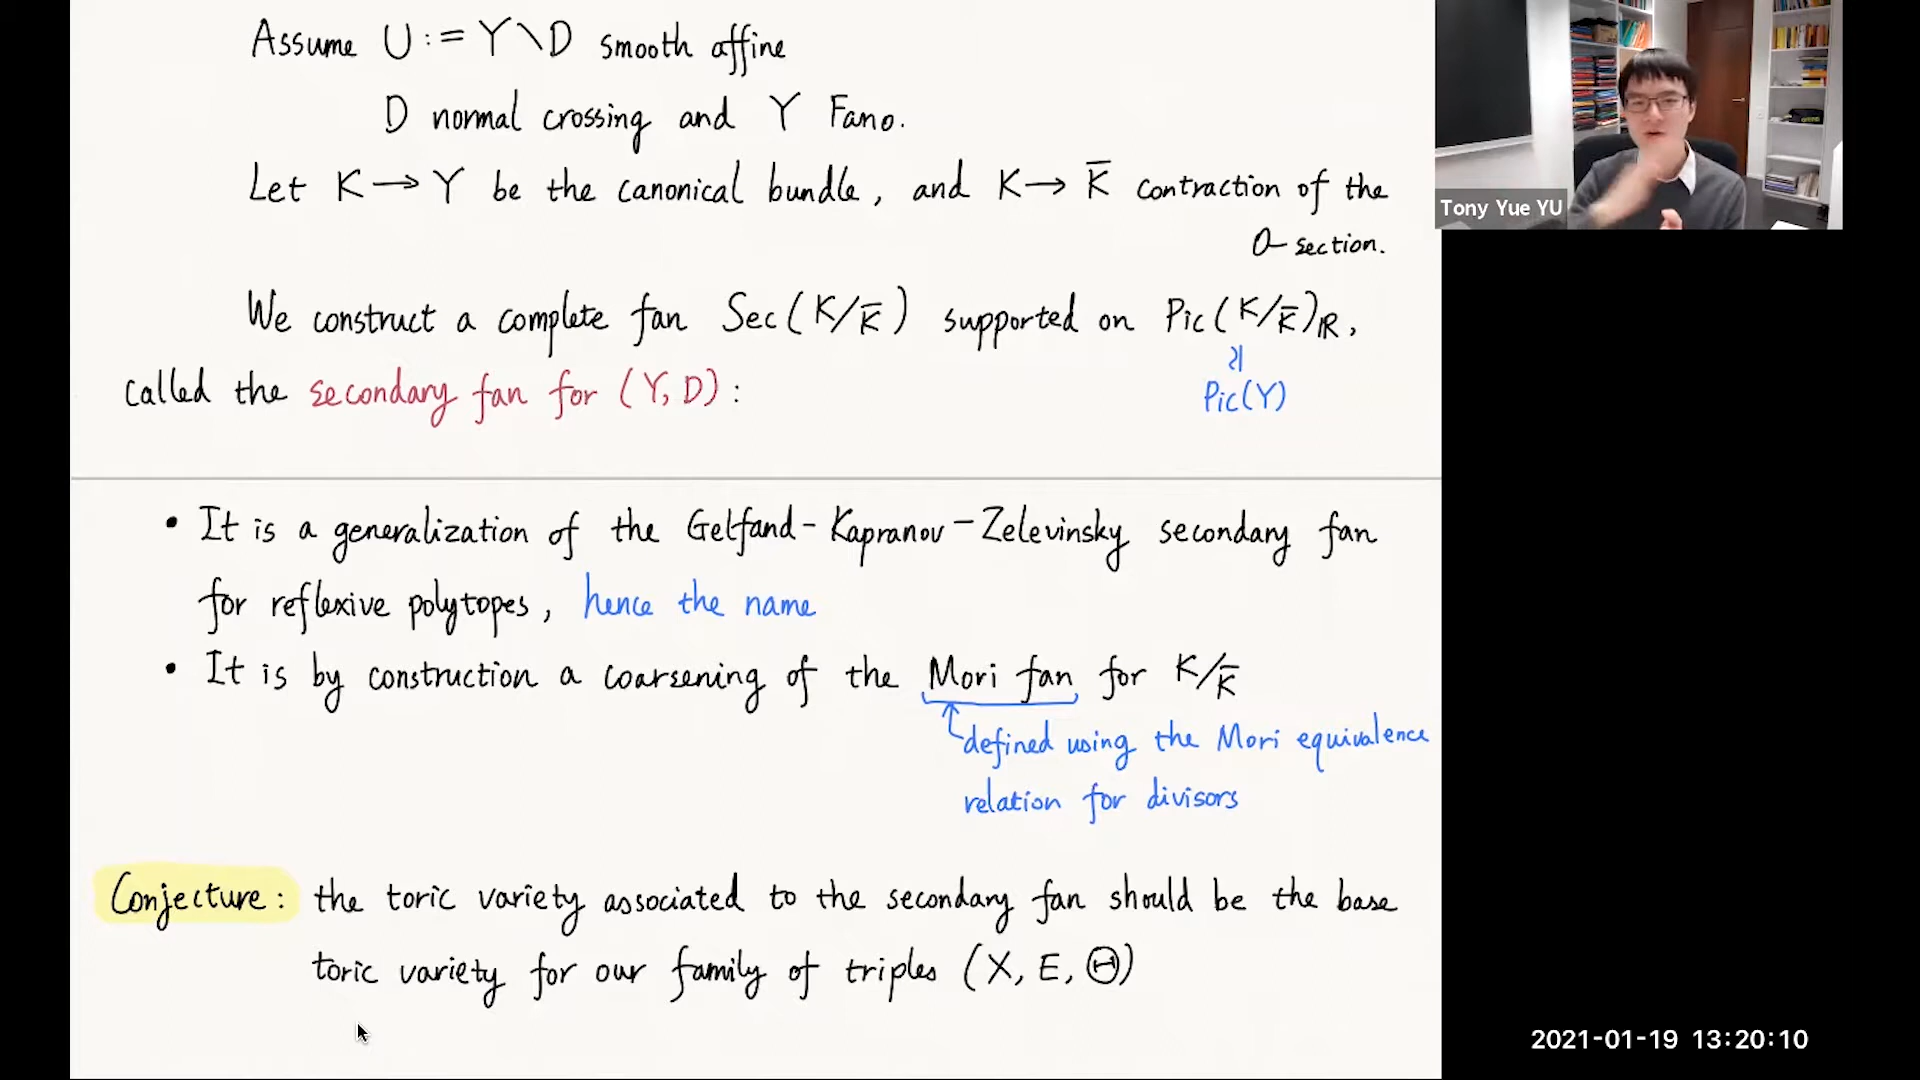 Assume U := Y \ D smooth affine
D normal crossing and Y Fano.
Let K → Y be the canonical bundle, and K → K̅ contraction of the
0-section.
We construct a complete fan Sec(K/K̅) supported on Pic(K/K̅)_ℝ,
≀|
called the secondary fan for (Y, D):
Pic(Y)
• It is a generalization of the Gelfand-Kapranov-Zelevinsky secondary fan
for reflexive polytopes, hence the name
• It is by construction a coarsening of the Mori fan for K/K̅
defined using the Mori equivalence
relation for divisors
Conjecture: the toric variety associated to the secondary fan should be the base
toric variety for our family of triples (X, E, Θ)
Tony Yue YU
2021-01-19 13:20:10